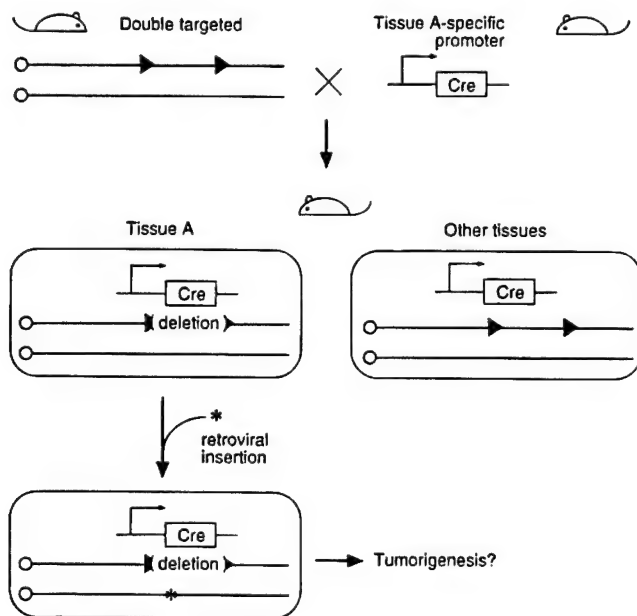 Double targeted
Tissue A-specific
promoter
Cre
Tissue A
Other tissues
Cre
Cre
deletion
*
retroviral
insertion
Cre
deletion
*
Tumorigenesis?